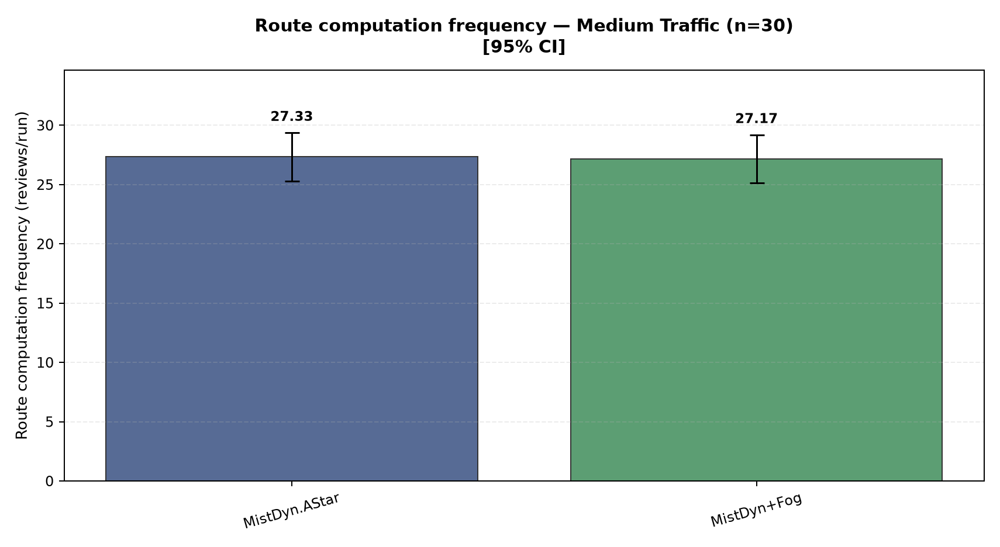 Route computation frequency — Medium Traffic (n=30)
[95% CI]
Route computation frequency (reviews/run)
30
25
20
15
10
5
0
27.33
27.17
MistDyn.AStar
MistDyn+Fog